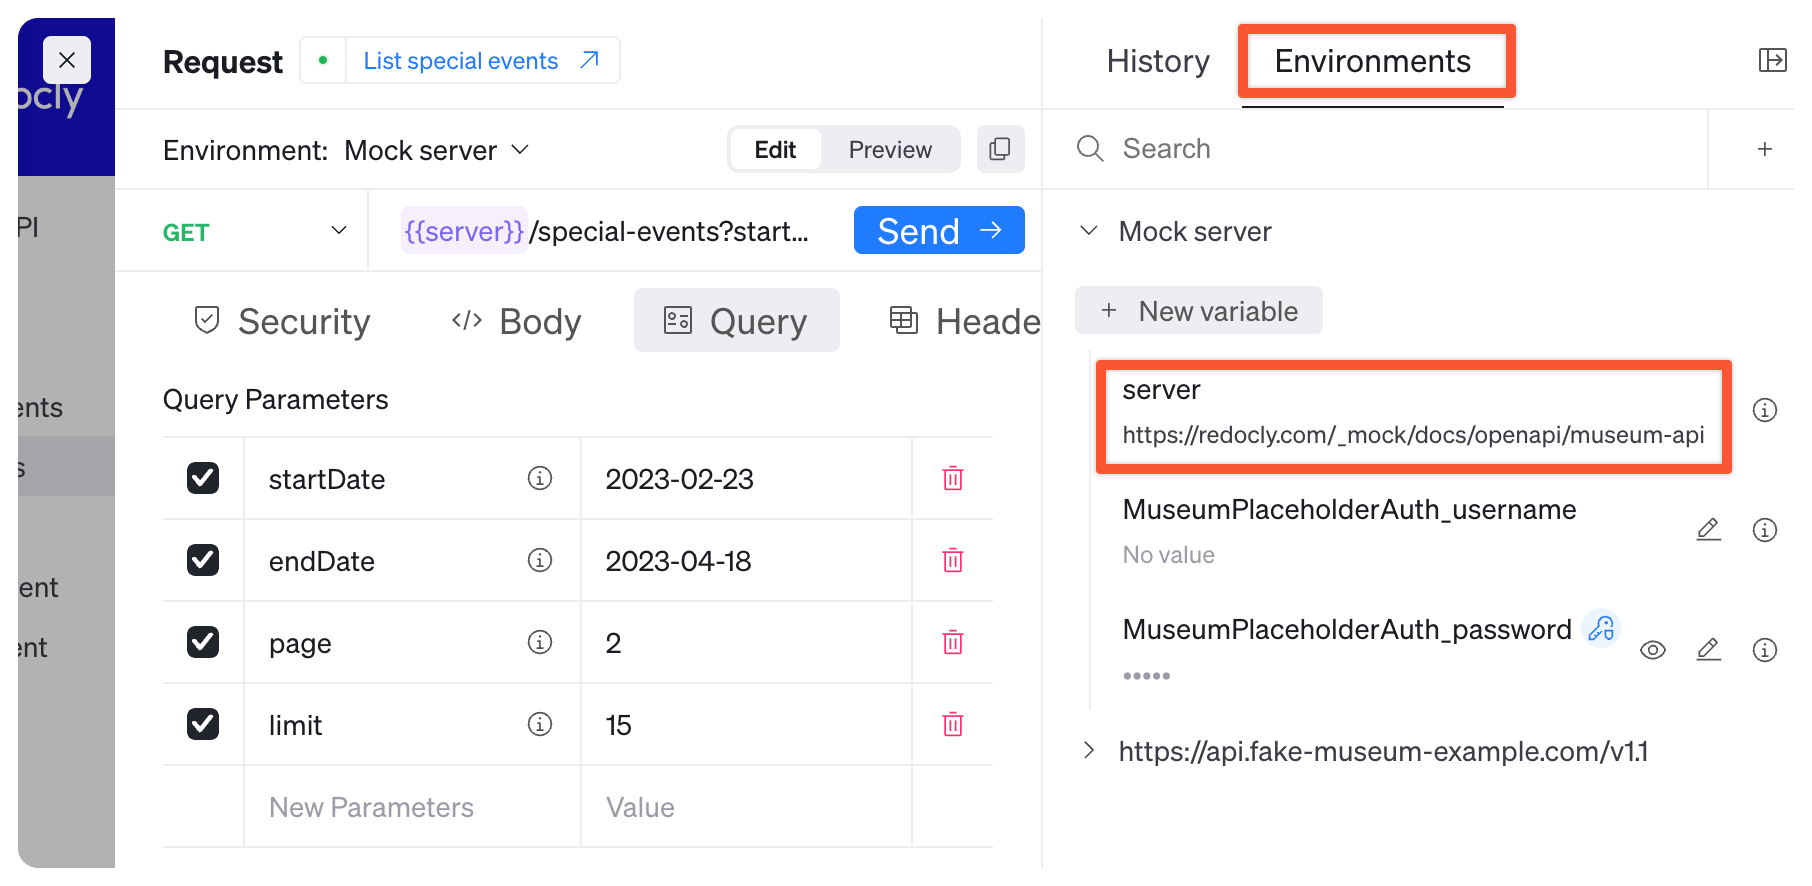 ocly
PI
ents
s
ent
ent
Request
List special events
Environment: Mock server
Edit
Preview
GET
{{server}}/special-events?start...
Send
Security
Body
Query
Heade
Query Parameters
startDate
2023-02-23
endDate
2023-04-18
page
2
limit
15
New Parameters
Value
History
Environments
Search
Mock server
+ New variable
server
https://redocly.com/_mock/docs/openapi/museum-api
MuseumPlaceholderAuth_username
No value
MuseumPlaceholderAuth_password
•••••
https://api.fake-museum-example.com/v1.1